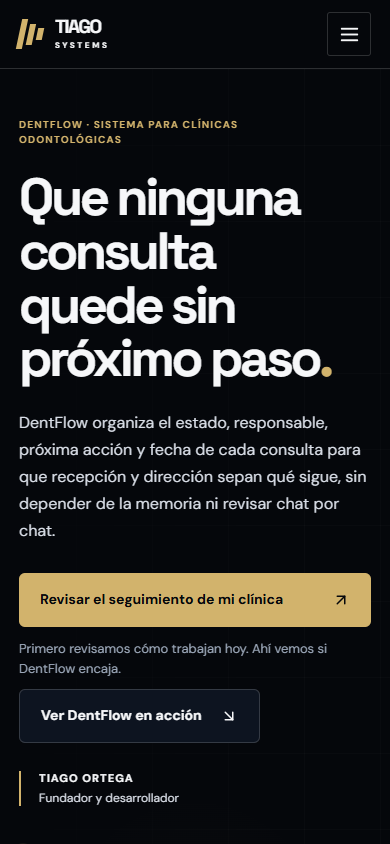 TIAGO
SYSTEMS
DENTFLOW · SISTEMA PARA CLÍNICAS
ODONTOLÓGICAS
Que ninguna
consulta
quede sin
próximo paso.
DentFlow organiza el estado, responsable,
próxima acción y fecha de cada consulta para
que recepción y dirección sepan qué sigue, sin
depender de la memoria ni revisar chat por
chat.
Revisar el seguimiento de mi clínica
Primero revisamos cómo trabajan hoy. Ahí vemos si
DentFlow encaja.
Ver DentFlow en acción
TIAGO ORTEGA
Fundador y desarrollador